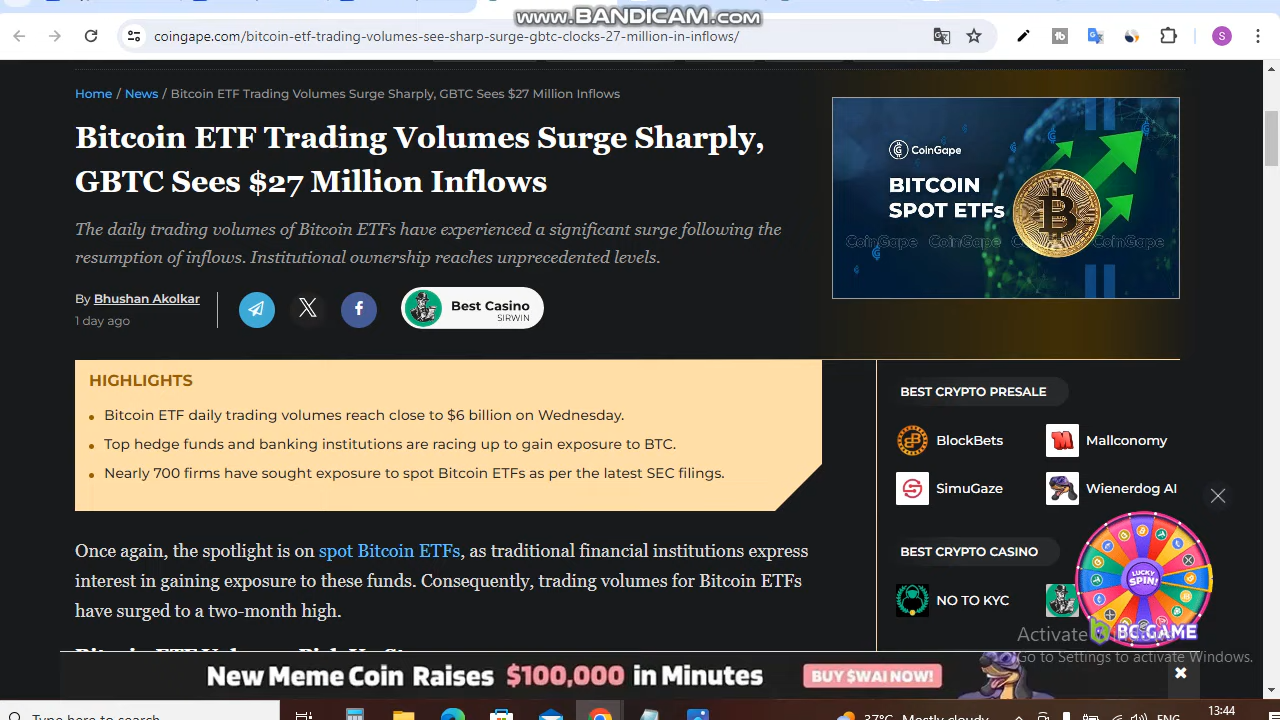 www.BANDICAM.com
coingape.com/bitcoin-etf-trading-volumes-see-sharp-surge-gbtc-clocks-27-million-in-inflows/
S
Home / News / Bitcoin ETF Trading Volumes Surge Sharply, GBTC Sees $27 Million Inflows
Bitcoin ETF Trading Volumes Surge Sharply,
GBTC Sees $27 Million Inflows
The daily trading volumes of Bitcoin ETFs have experienced a significant surge following the
resumption of inflows. Institutional ownership reaches unprecedented levels.
By Bhushan Akolkar
1 day ago
Best Casino
SIRWIN
CoinGape
BITCOIN
SPOT ETFs
CoinGape CoinGape CoinGape
HIGHLIGHTS
Bitcoin ETF daily trading volumes reach close to $6 billion on Wednesday.
Top hedge funds and banking institutions are racing up to gain exposure to BTC.
Nearly 700 firms have sought exposure to spot Bitcoin ETFs as per the latest SEC filings.
Once again, the spotlight is on spot Bitcoin ETFs, as traditional financial institutions express
interest in gaining exposure to these funds. Consequently, trading volumes for Bitcoin ETFs
have surged to a two-month high.
BEST CRYPTO PRESALE
BlockBets
Mallconomy
SimuGaze
Wienerdog AI
BEST CRYPTO CASINO
NO TO KYC
LUCKY
SPIN!
BC.GAME
Activate Windows
Go to Settings to activate Windows.
New Meme Coin Raises $100,000 in Minutes
BUY $WAI NOW!
Type here to search
37°C Mostly cloudy
ENG
13:44